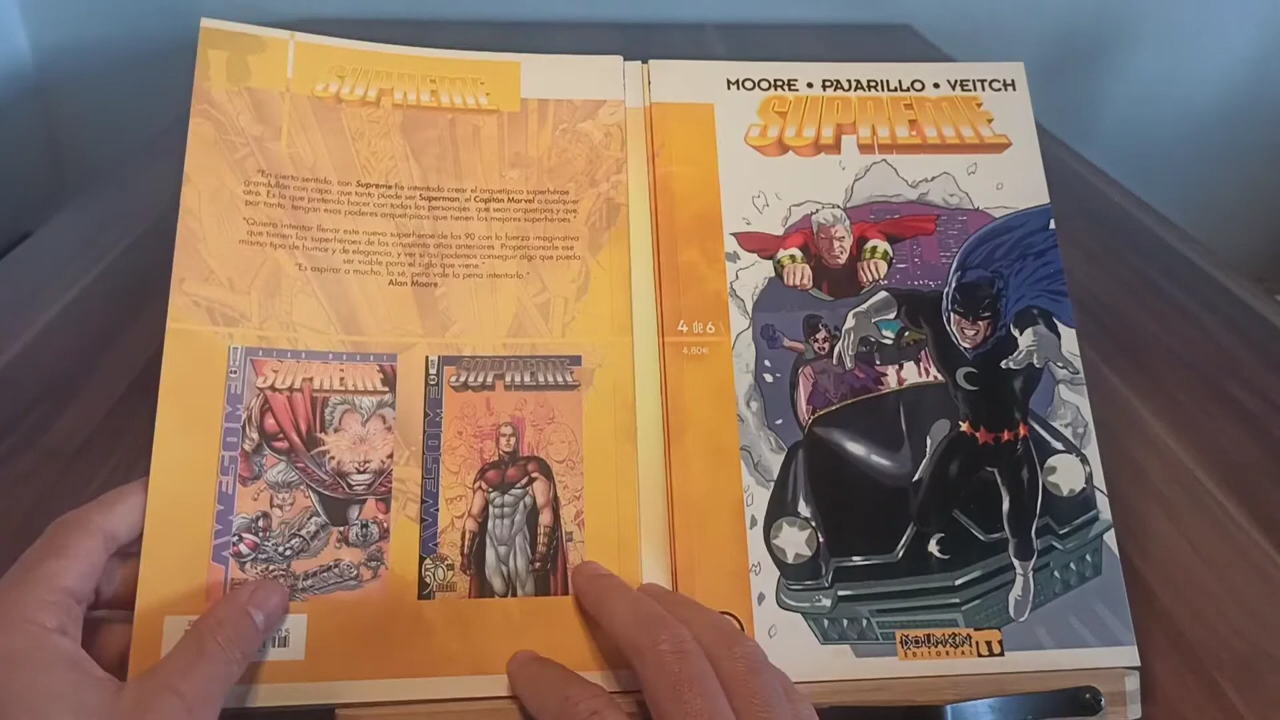 SUPREME
"En cierto sentido, con Supreme he intentado crear el arquetípico superhéroe
grandullón con capa, que tanto puede ser Superman, el Capitán Marvel o cualquier
otro. Es lo que pretendo hacer con todos los personajes que sean arquetipos y que,
por tanto, tengan esos poderes arquetípicos que tienen los mejores superhéroes."
"Quiero intentar llenar este nuevo superhéroe de los 90 con la fuerza imaginativa
que tienen los superhéroes de los cincuenta años anteriores. Proporcionarle ese
mismo tipo de humor y de elegancia, y ver si así podemos conseguir algo que pueda
ser viable para el siglo que viene."
"Es aspirar a mucho, lo sé, pero vale la pena intentarlo."
Alan Moore.
ALAN MOORE
SUPREME
AWESOME
SUPREME
AWESOME
50
MOORE • PAJARILLO • VEITCH
SUPREME
4 de 6
4,80€
DOLMEN
EDITORIAL